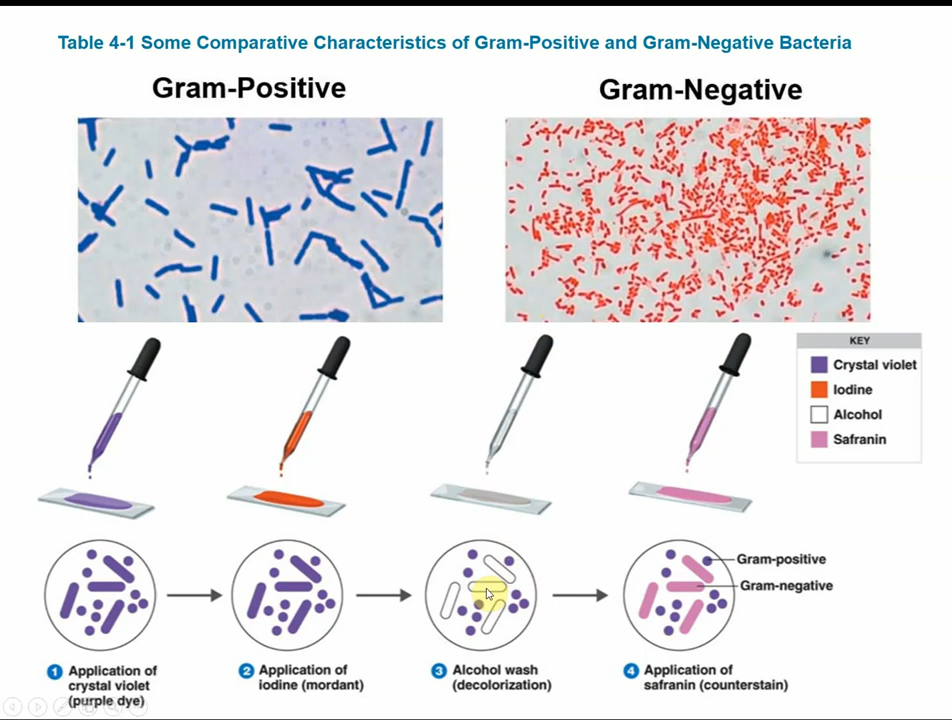 Table 4-1 Some Comparative Characteristics of Gram-Positive and Gram-Negative Bacteria
Gram-Positive
Gram-Negative
KEY
Crystal violet
Iodine
Alcohol
Safranin
Gram-positive
Gram-negative
1 Application of
crystal violet
(purple dye)
2 Application of
iodine (mordant)
3 Alcohol wash
(decolorization)
4 Application of
safranin (counterstain)